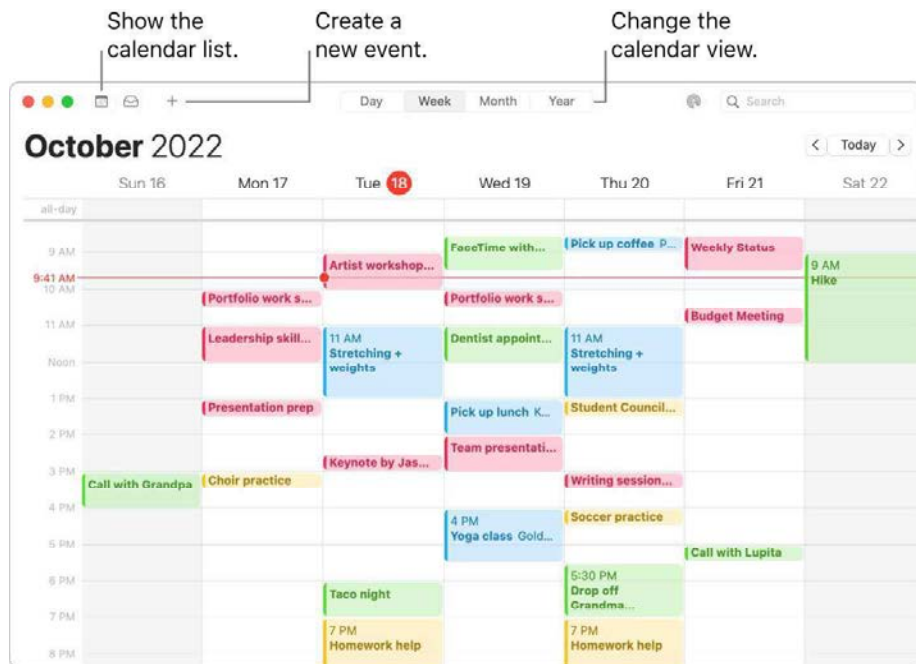 Show the
calendar list.
Create a
new event.
Change the
calendar view.
Day Week Month Year
Search
October 2022
Today
Sun 16 Mon 17 Tue 18 Wed 19 Thu 20 Fri 21 Sat 22
all-day
9 AM
9:41 AM
10 AM
11 AM
Noon
1 PM
2 PM
3 PM
4 PM
5 PM
6 PM
7 PM
8 PM
Call with Grandpa
Portfolio work s...
Leadership skill...
Presentation prep
Choir practice
Artist workshop...
11 AM
Stretching +
weights
Keynote by Jas...
Taco night
7 PM
Homework help
FaceTime with...
Portfolio work s...
Dentist appoint...
Pick up lunch K...
Team presentati...
4 PM
Yoga class Gold...
Pick up coffee P...
11 AM
Stretching +
weights
Student Council...
Writing session...
Soccer practice
5:30 PM
Drop off
Grandma...
7 PM
Homework help
Weekly Status
Budget Meeting
Call with Lupita
9 AM
Hike